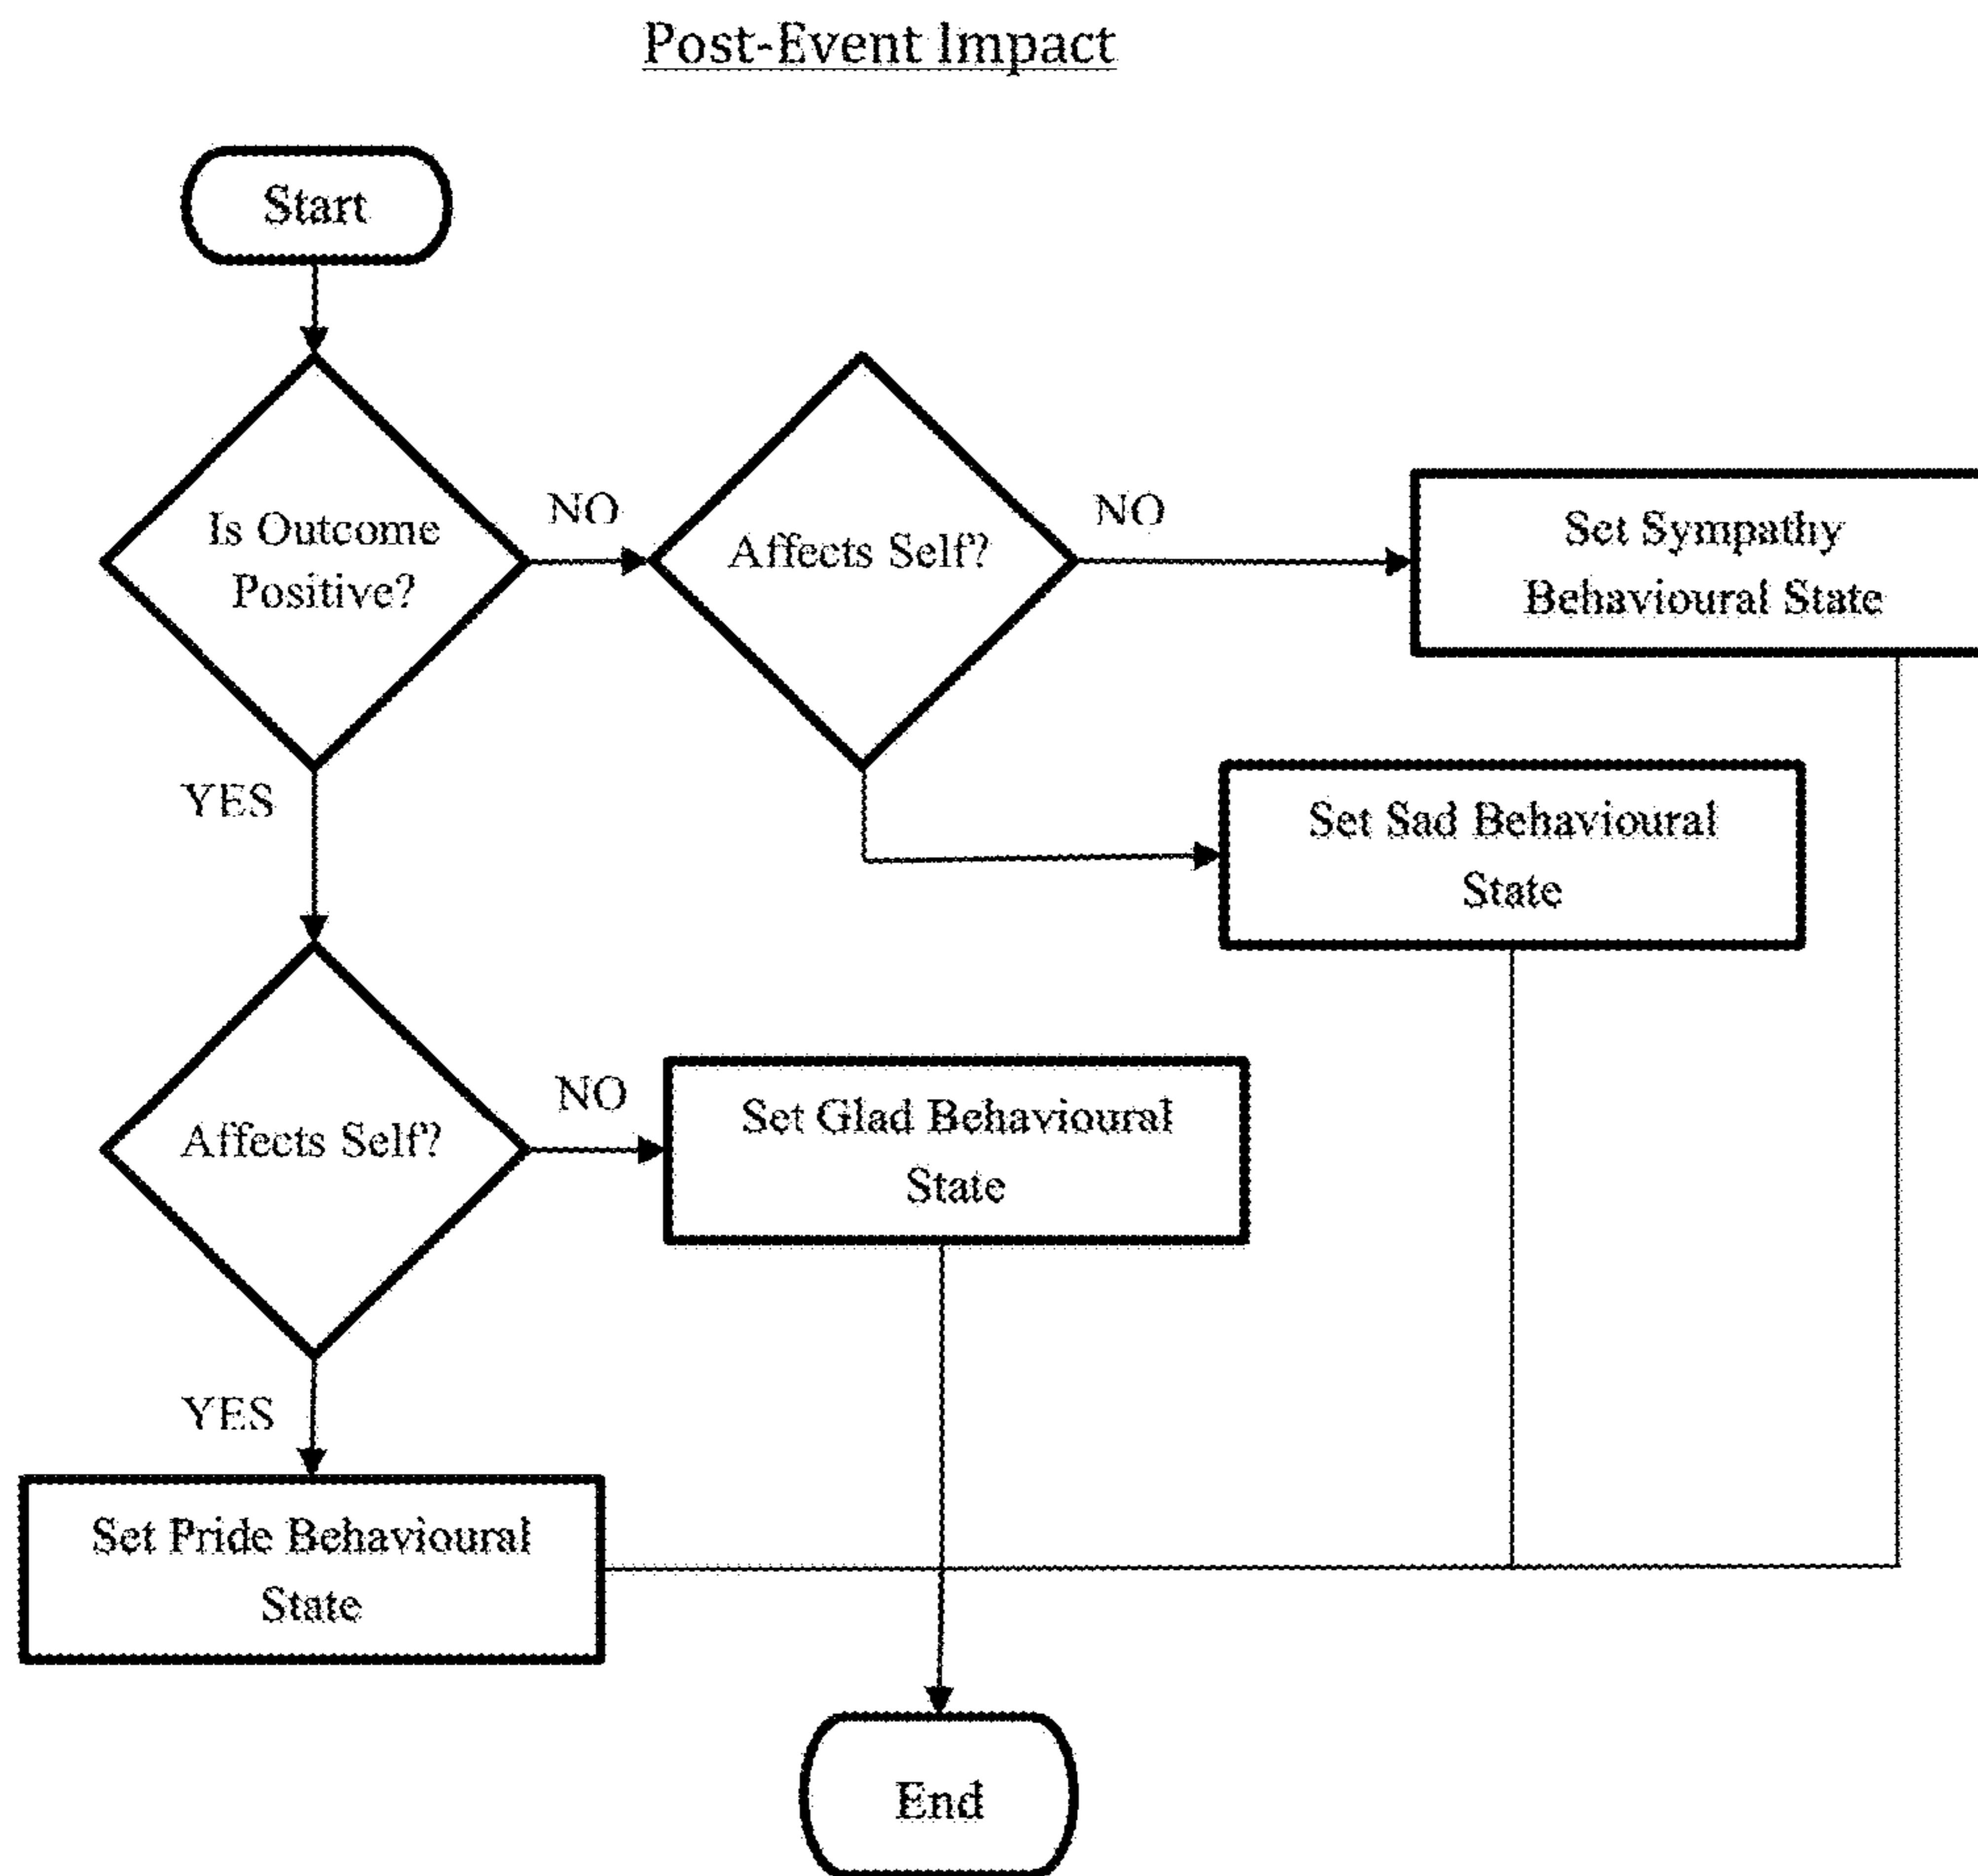 Post-Event Impact
Start
Is Outcome
Positive?
NO
Affects Self?
NO
Set Sympathy
Behavioural State
YES
Set Sad Behavioural
State
Affects Self?
NO
Set Glad Behavioural
State
YES
Set Pride Behavioural
State
End